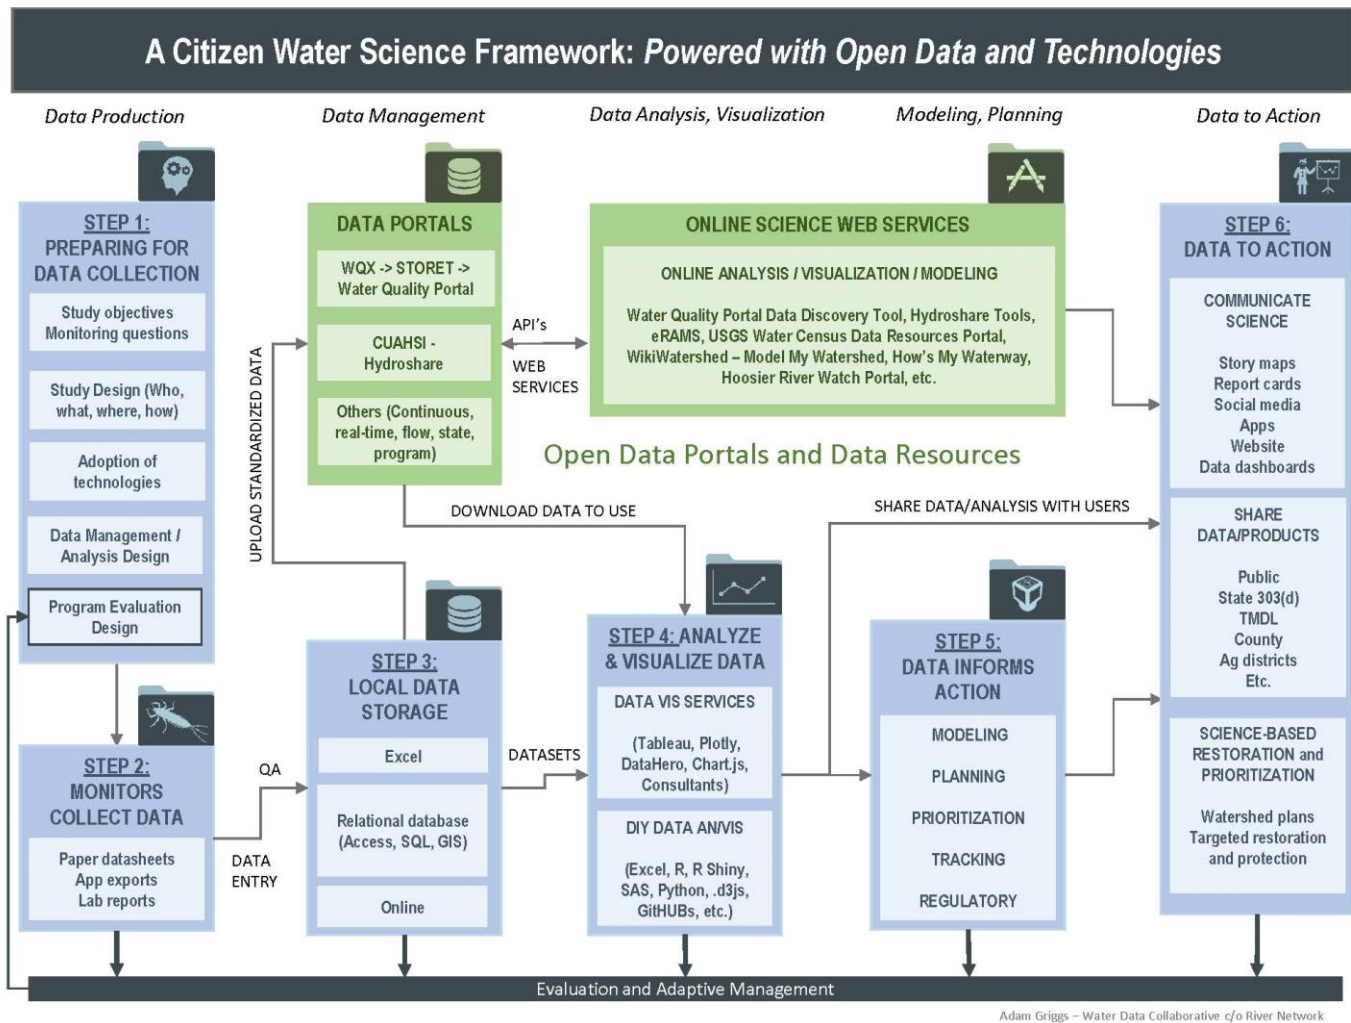 A Citizen Water Science Framework: Powered with Open Data and Technologies
Data Production
Data Management
Data Analysis, Visualization
Modeling, Planning
Data to Action
STEP 1:
PREPARING FOR
DATA COLLECTION
Study objectives
Monitoring questions
Study Design (Who,
what, where, how)
Adoption of
technologies
Data Management /
Analysis Design
Program Evaluation
Design
STEP 2:
MONITORS
COLLECT DATA
Paper datasheets
App exports
Lab reports
QA
DATA
ENTRY
UPLOAD STANDARDIZED DATA
DATA PORTALS
WQX -> STORET ->
Water Quality Portal
CUAHSI -
Hydroshare
Others (Continuous,
real-time, flow, state,
program)
API's
WEB
SERVICES
ONLINE SCIENCE WEB SERVICES
ONLINE ANALYSIS / VISUALIZATION / MODELING
Water Quality Portal Data Discovery Tool, Hydroshare Tools,
eRAMS, USGS Water Census Data Resources Portal,
WikiWatershed – Model My Watershed, How's My Waterway,
Hoosier River Watch Portal, etc.
Open Data Portals and Data Resources
DOWNLOAD DATA TO USE
SHARE DATA/ANALYSIS WITH USERS
STEP 3:
LOCAL DATA
STORAGE
Excel
Relational database
(Access, SQL, GIS)
Online
DATASETS
STEP 4: ANALYZE
& VISUALIZE DATA
DATA VIS SERVICES
(Tableau, Plotly,
DataHero, Chart.js,
Consultants)
DIY DATA AN/VIS
(Excel, R, R Shiny,
SAS, Python, .d3js,
GitHUBs, etc.)
STEP 5:
DATA INFORMS
ACTION
MODELING
PLANNING
PRIORITIZATION
TRACKING
REGULATORY
STEP 6:
DATA TO ACTION
COMMUNICATE
SCIENCE
Story maps
Report cards
Social media
Apps
Website
Data dashboards
SHARE
DATA/PRODUCTS
Public
State 303(d)
TMDL
County
Ag districts
Etc.
SCIENCE-BASED
RESTORATION and
PRIORITIZATION
Watershed plans
Targeted restoration
and protection
Evaluation and Adaptive Management
Adam Griggs – Water Data Collaborative c/o River Network